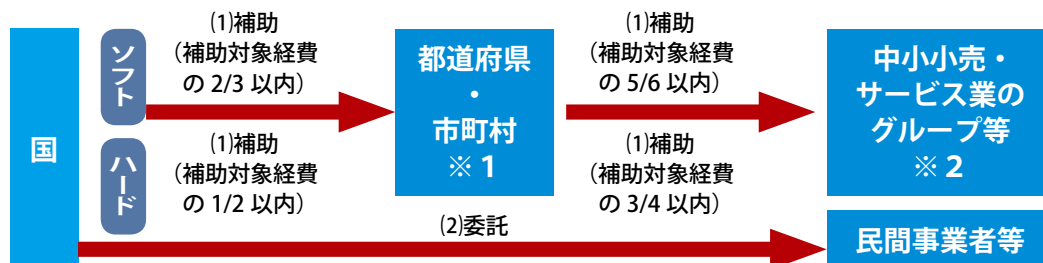 国
ソフト
ハード
⑴補助
（補助対象経費
の 2/3 以内）
⑴補助
（補助対象経費
の 1/2 以内）
都道府県
・
市町村
※１
⑴補助
（補助対象経費
の 5/6 以内）
⑴補助
（補助対象経費
の 3/4 以内）
中小小売・
サービス業の
グループ等
※２
⑵委託
民間事業者等